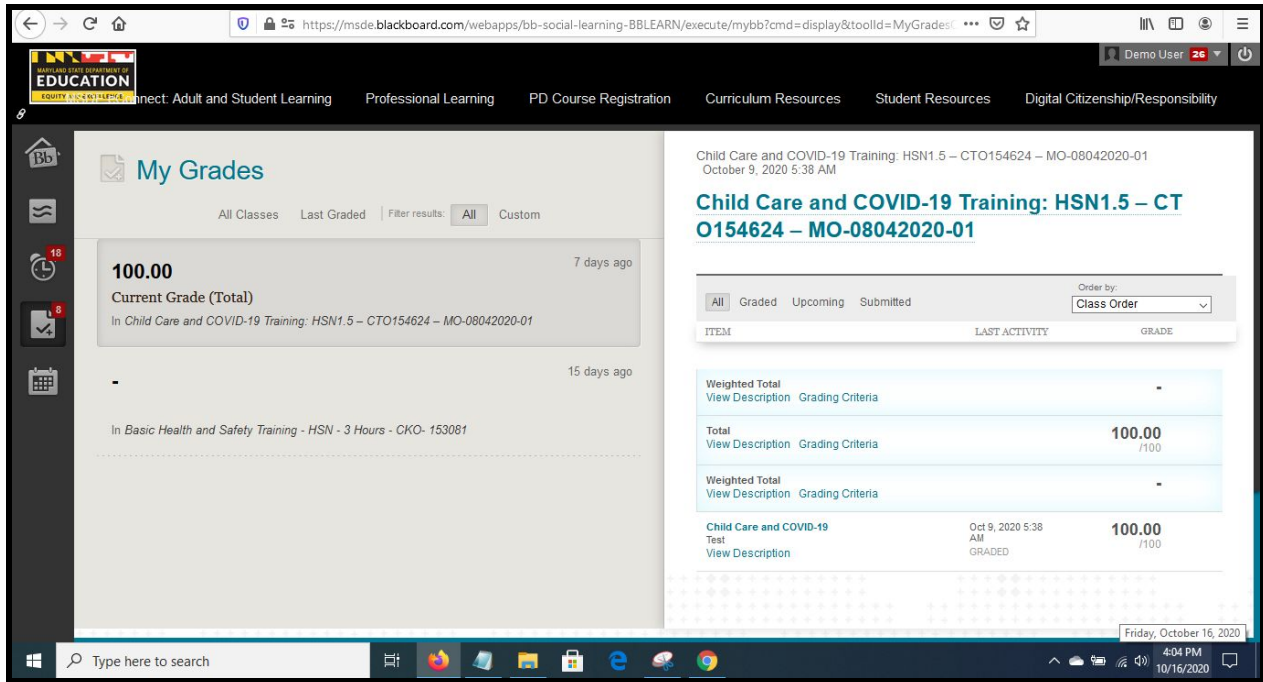 https://msde.blackboard.com/webapps/bb-social-learning-BBLEARN/execute/mybb?cmd=display&toolId=MyGrades
MARYLAND STATE DEPARTMENT OF
EDUCATION
EQUITY
Demo User 26
nnect: Adult and Student Learning Professional Learning PD Course Registration Curriculum Resources Student Resources Digital Citizenship/Responsibility
Bb
18
8
My Grades
All Classes Last Graded Filter results: All Custom
100.00
7 days ago
Current Grade (Total)
In Child Care and COVID-19 Training: HSN1.5 – CTO154624 – MO-08042020-01
-
15 days ago
In Basic Health and Safety Training - HSN - 3 Hours - CKO- 153081
Child Care and COVID-19 Training: HSN1.5 – CTO154624 – MO-08042020-01
October 9, 2020 5:38 AM
Child Care and COVID-19 Training: HSN1.5 – CT
O154624 – MO-08042020-01
Order by:
All Graded Upcoming Submitted Class Order
ITEM LAST ACTIVITY GRADE
Weighted Total -
View Description Grading Criteria
Total 100.00
View Description Grading Criteria /100
Weighted Total -
View Description Grading Criteria
Child Care and COVID-19 Oct 9, 2020 5:38 100.00
Test AM /100
View Description GRADED
Friday, October 16, 2020
Type here to search
4:04 PM
10/16/2020